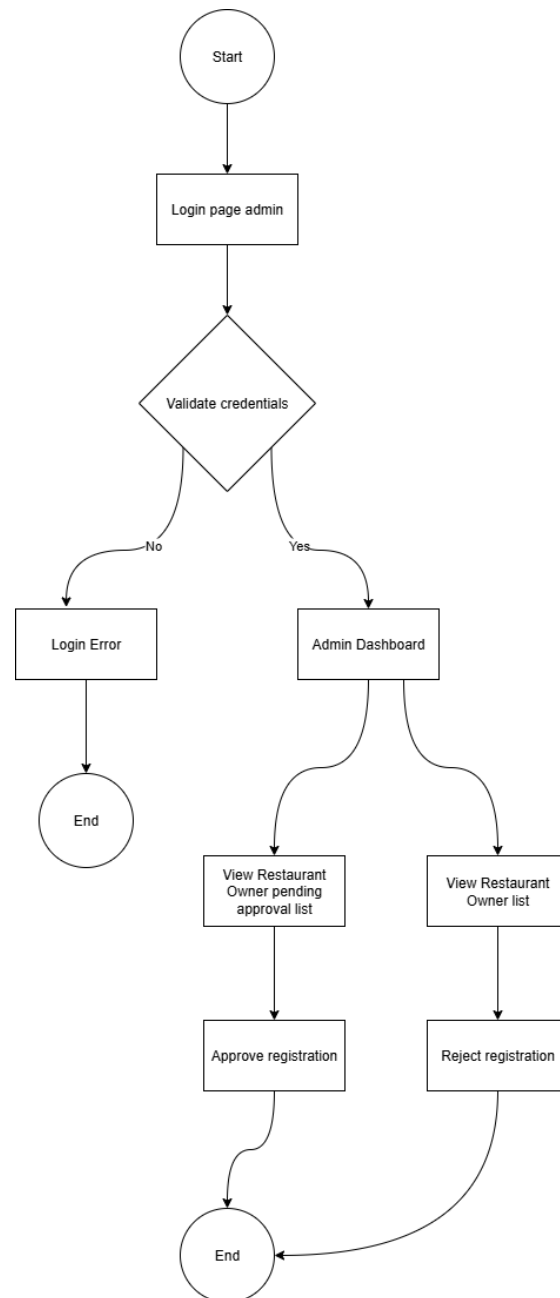 Start
Login page admin
Validate credentials
No
Yes
Login Error
Admin Dashboard
End
View Restaurant
Owner pending
approval list
View Restaurant
Owner list
Approve registration
Reject registration
End